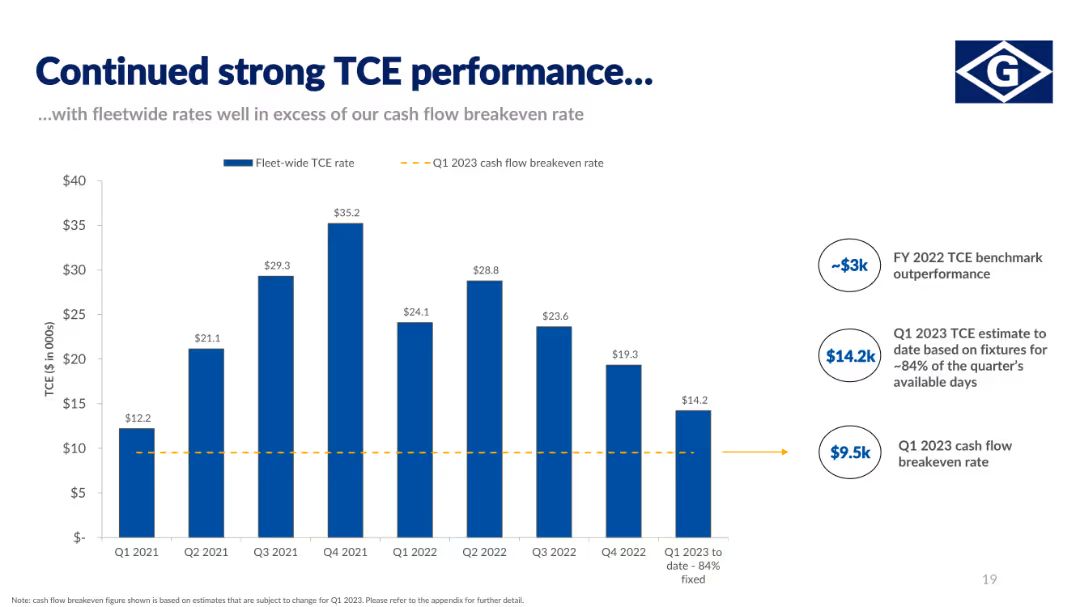 Continued strong TCE performance...
...with fleetwide rates well in excess of our cash flow breakeven rate
G
Fleet-wide TCE rate
Q1 2023 cash flow breakeven rate
TCE ($ in 000s)
$40
$35
$30
$25
$20
$15
$10
$5
$-
$12.2
$21.1
$29.3
$35.2
$24.1
$28.8
$23.6
$19.3
$14.2
Q1 2021
Q2 2021
Q3 2021
Q4 2021
Q1 2022
Q2 2022
Q3 2022
Q4 2022
Q1 2023 to
date - 84%
fixed
~$3k
FY 2022 TCE benchmark
outperformance
$14.2k
Q1 2023 TCE estimate to
date based on fixtures for
~84% of the quarter's
available days
$9.5k
Q1 2023 cash flow
breakeven rate
19
Note: cash flow breakeven figure shown is based on estimates that are subject to change for Q1 2023. Please refer to the appendix for further detail.